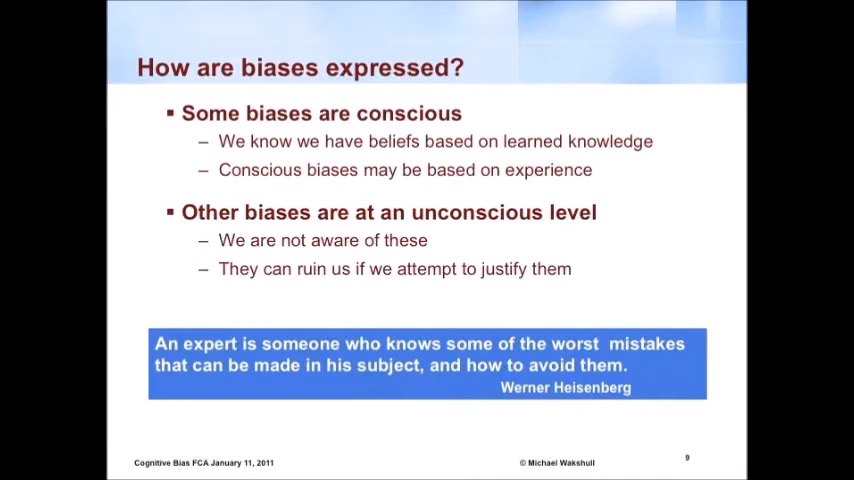 How are biases expressed?
▪ Some biases are conscious
– We know we have beliefs based on learned knowledge
– Conscious biases may be based on experience
▪ Other biases are at an unconscious level
– We are not aware of these
– They can ruin us if we attempt to justify them
An expert is someone who knows some of the worst mistakes
that can be made in his subject, and how to avoid them.
Werner Heisenberg
Cognitive Bias FCA January 11, 2011
© Michael Wakshull
9